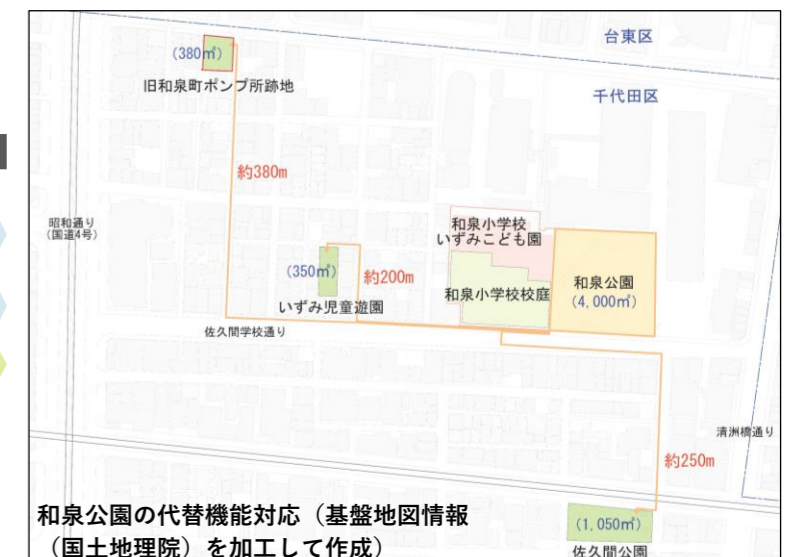 台東区
(380㎡)
旧和泉町ポンプ所跡地
千代田区
約380m
昭和通り
(国道4号)
和泉小学校
いずみこども園
(350㎡)
約200m
和泉公園
(4,000㎡)
和泉小学校校庭
いずみ児童遊園
佐久間学校通り
清洲橋通り
約250m
和泉公園の代替機能対応(基盤地図情報
(国土地理院)を加工して作成)
(1,050㎡)
佐久間公園